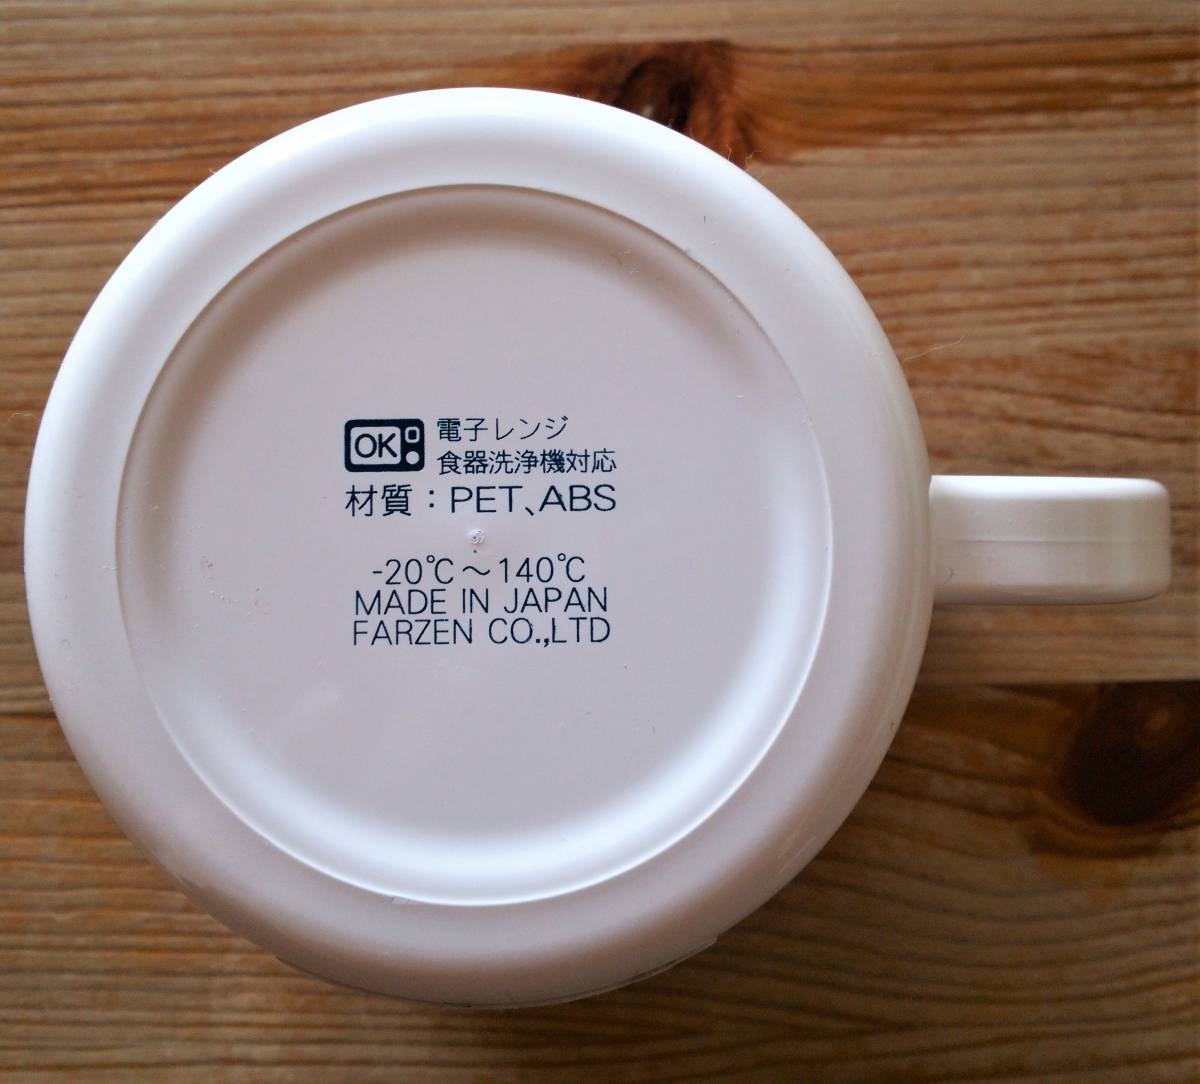 OK 電子レンジ
食器洗浄機対応
材質：PET、ABS
-20℃～140℃
MADE IN JAPAN
FARZEN CO.,LTD